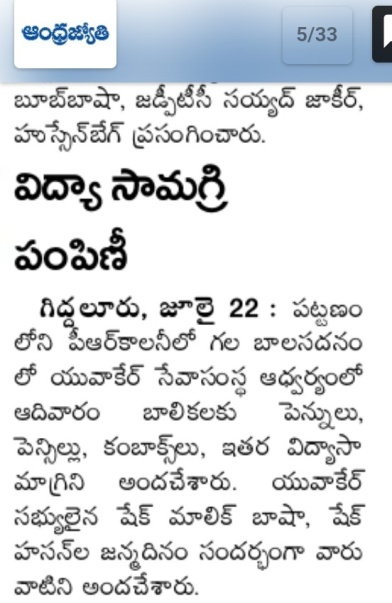 ఆంధ్రజ్యోతి
5/33
బూబ్‌బాషా, జడ్పీటీసీ సయ్యద్ జాకీర్,
హుస్సేన్‌బేగ్ ప్రసంగించారు.
విద్యా సామగ్రి
పంపిణీ
గిద్దలూరు, జూలై 22 : పట్టణం
లోని పీఆర్‌కాలనీలో గల బాలసదనం
లో యువాకేర్ సేవాసంస్థ ఆధ్వర్యంలో
ఆదివారం బాలికలకు పెన్నులు,
పెన్సిల్లు, కంబాక్స్‌లు, ఇతర విద్యాసా
మాగ్రిని అందచేశారు. యువాకేర్
సభ్యులైన షేక్ మాలిక్ బాషా, షేక్
హసన్‌ల జన్మదినం సందర్భంగా వారు
వాటిని అందచేశారు.